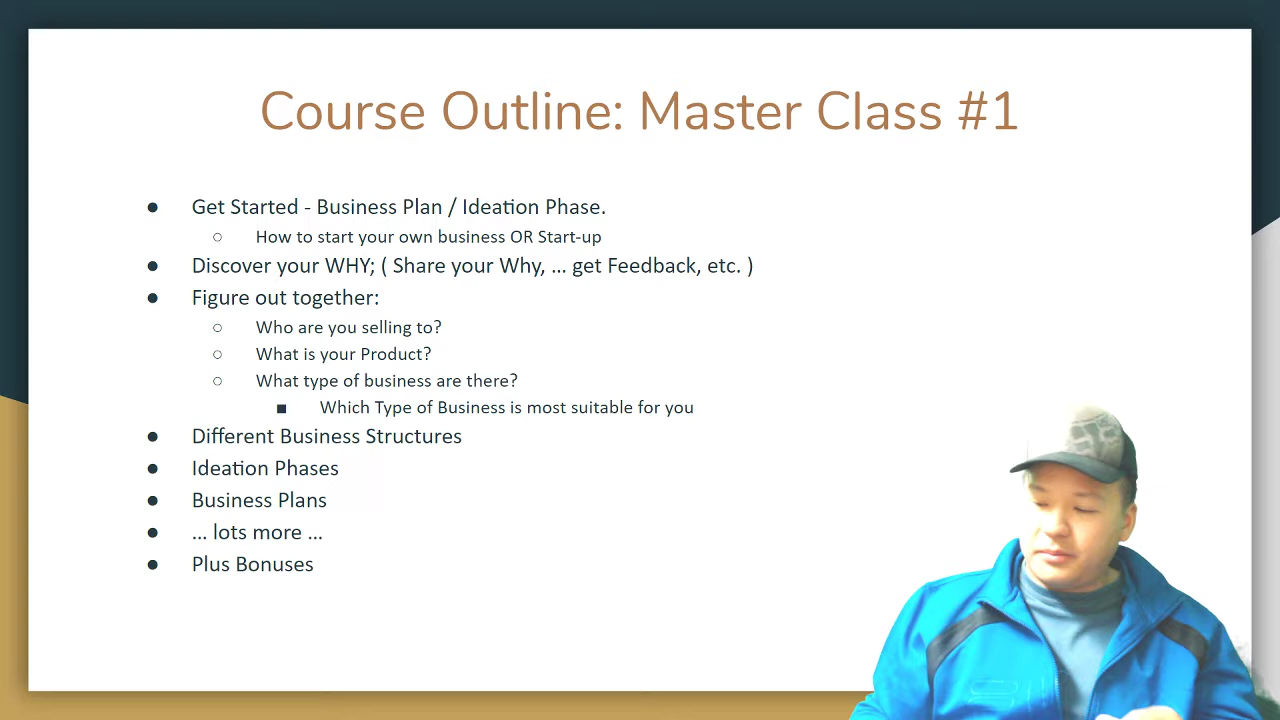 Course Outline: Master Class #1
● Get Started - Business Plan / Ideation Phase.
○ How to start your own business OR Start-up
● Discover your WHY; ( Share your Why, ... get Feedback, etc. )
● Figure out together:
○ Who are you selling to?
○ What is your Product?
○ What type of business are there?
■ Which Type of Business is most suitable for you
● Different Business Structures
● Ideation Phases
● Business Plans
● ... lots more ...
● Plus Bonuses